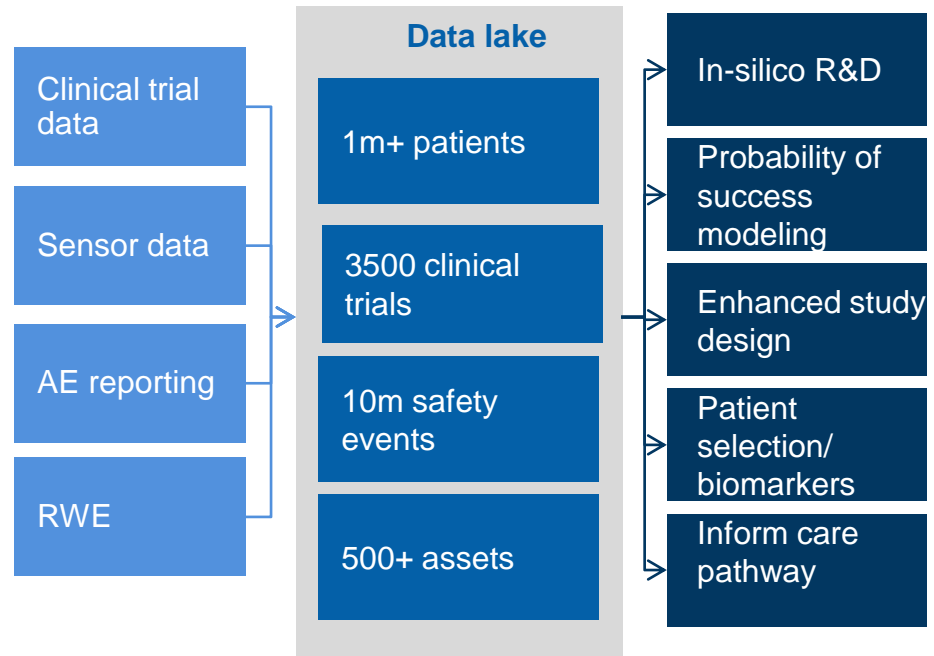 Data lake
Clinical trial
data
Sensor data
AE reporting
RWE
1m+ patients
3500 clinical
trials
10m safety
events
500+ assets
In-silico R&D
Probability of
success
modeling
Enhanced study
design
Patient
selection/
biomarkers
Inform care
pathway